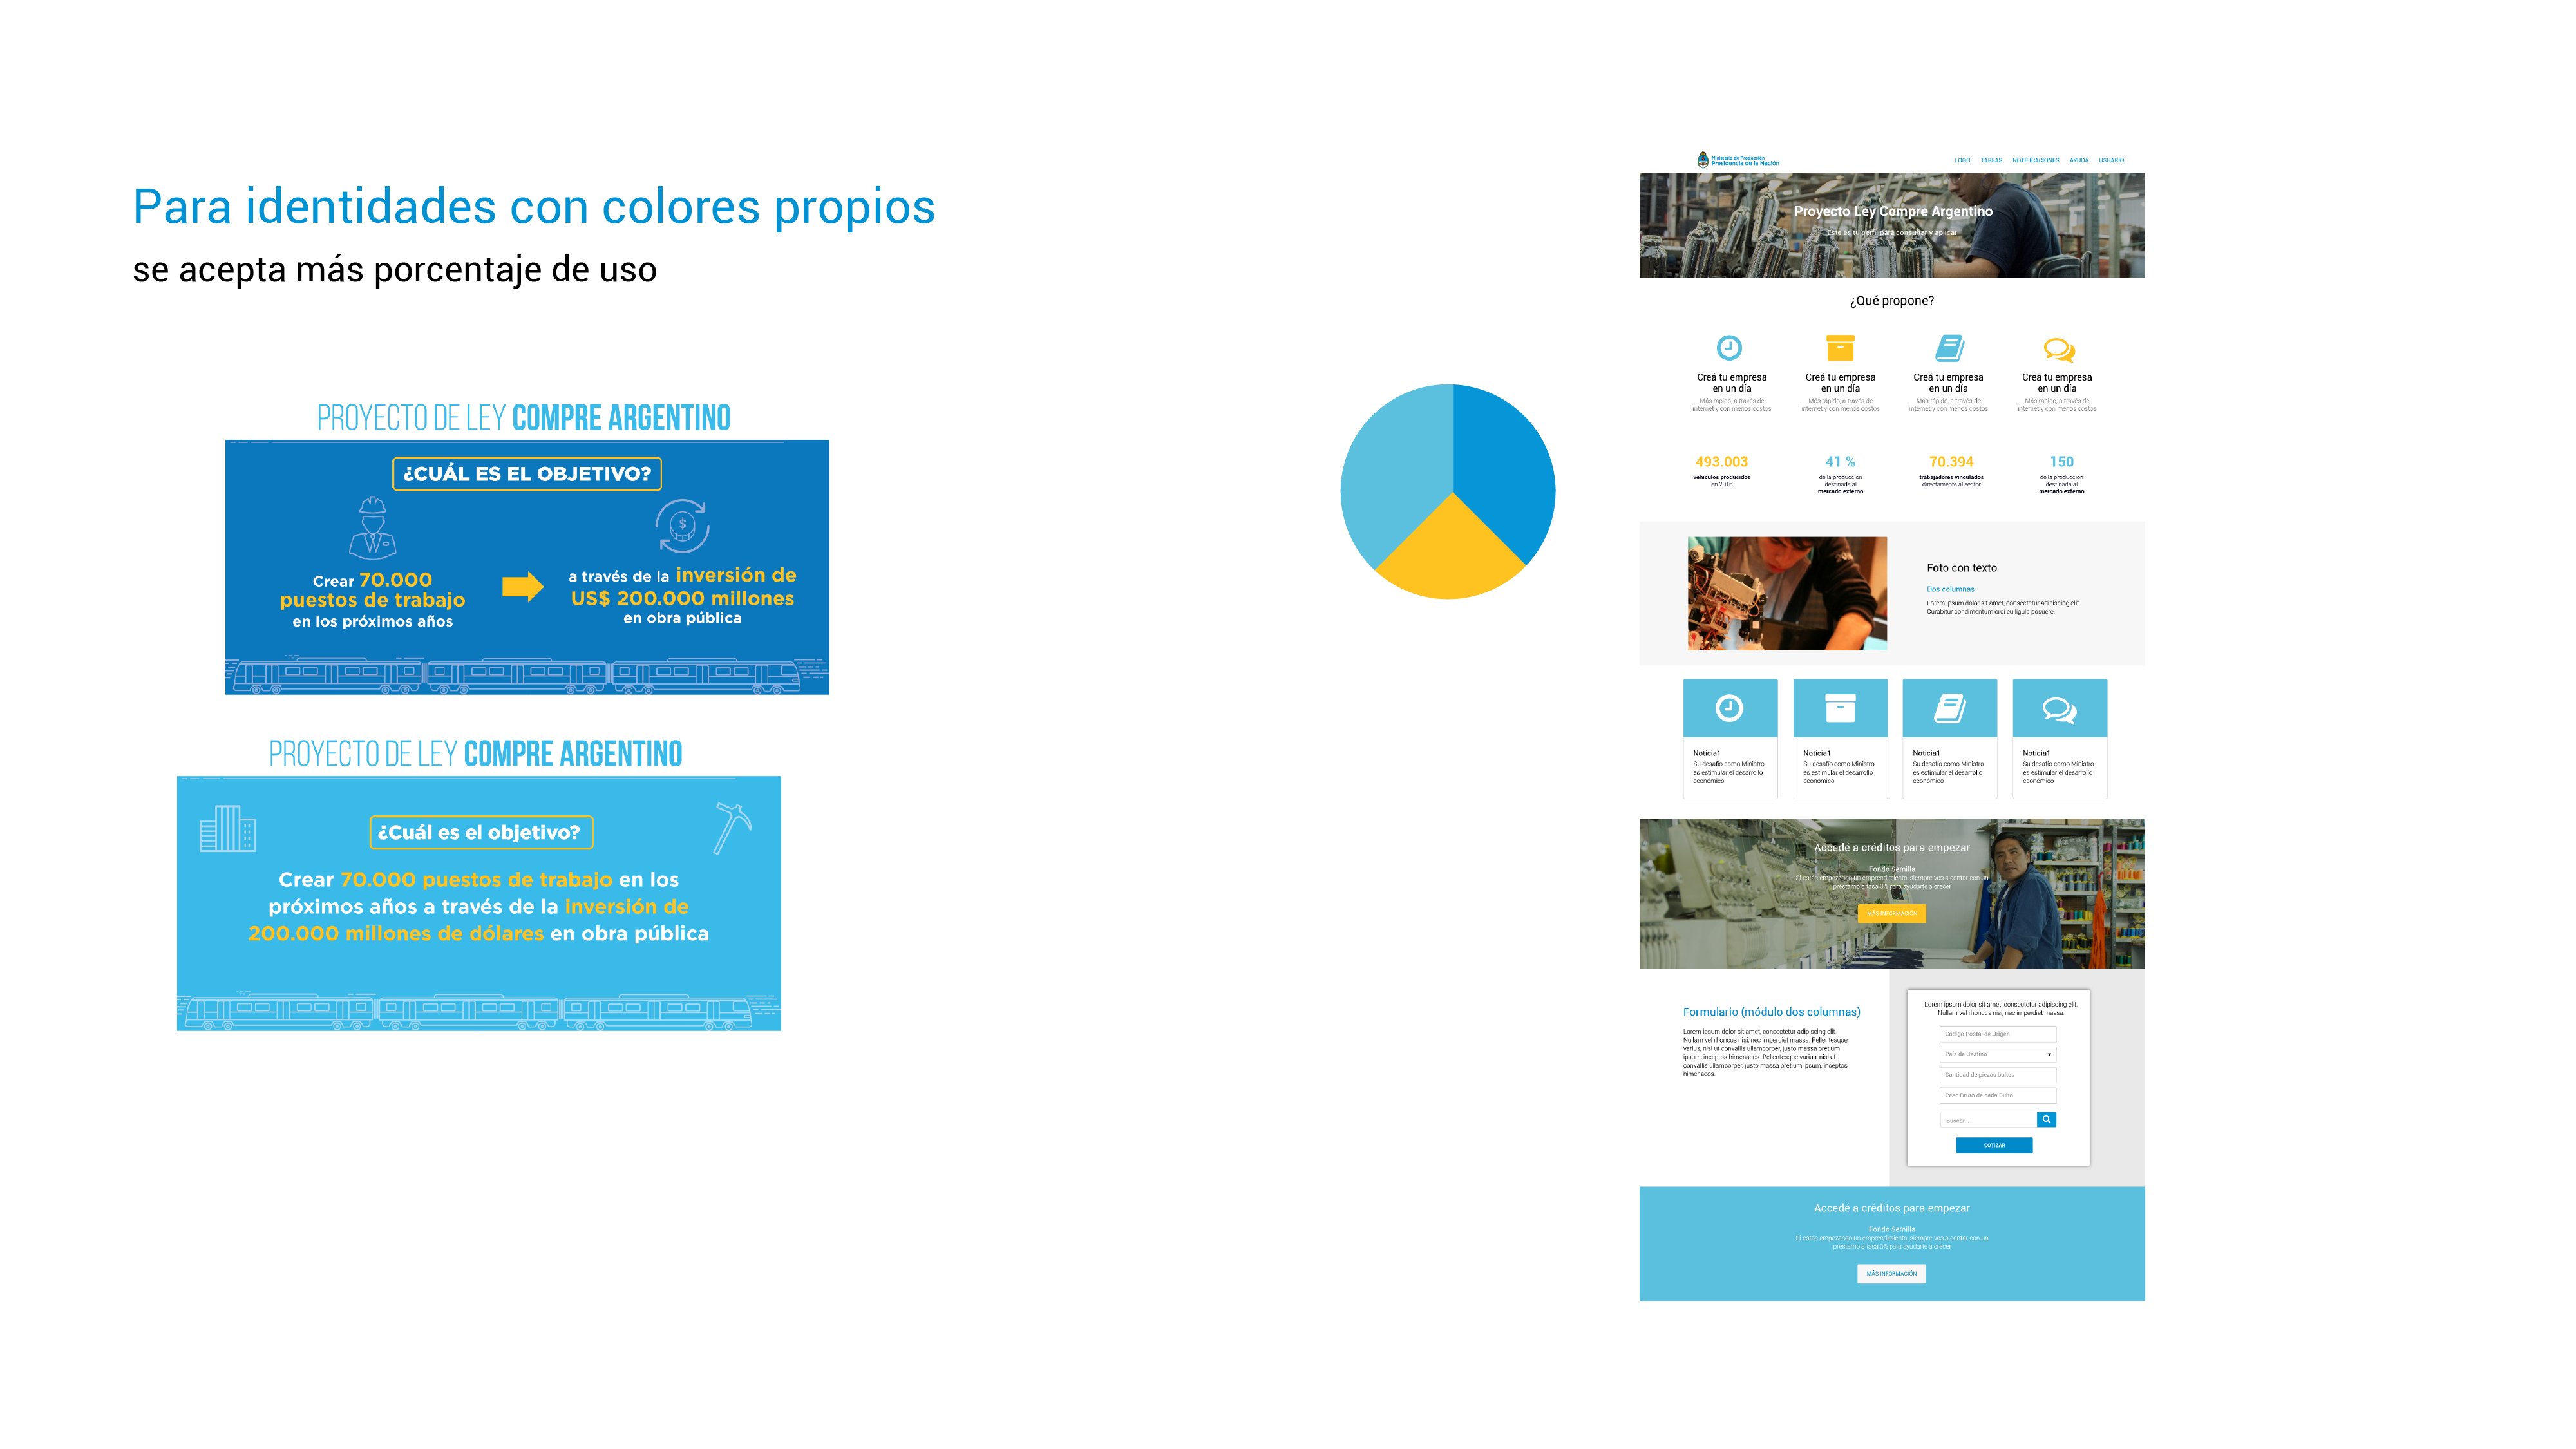 Para identidades con colores propios
se acepta más porcentaje de uso
PROYECTO DE LEY COMPRE ARGENTINO
¿CUÁL ES EL OBJETIVO?
$
Crear 70.000
puestos de trabajo
en los próximos años
a través de la inversión de
US$ 200.000 millones
en obra pública
PROYECTO DE LEY COMPRE ARGENTINO
¿Cuál es el objetivo?
Crear 70.000 puestos de trabajo en los
próximos años a través de la inversión de
200.000 millones de dólares en obra pública
Ministerio de Producción
Presidencia de la Nación
LOGO TAREAS NOTIFICACIONES AYUDA USUARIO
Proyecto Ley Compre Argentino
Este es tu perfil para consultar y aplicar
¿Qué propone?
Creá tu empresa
en un día
Más rápido, a través de
internet y con menos costos
Creá tu empresa
en un día
Más rápido, a través de
internet y con menos costos
Creá tu empresa
en un día
Más rápido, a través de
internet y con menos costos
Creá tu empresa
en un día
Más rápido, a través de
internet y con menos costos
493.003
vehículos producidos
en 2016
41 %
de la producción
destinada al
mercado externo
70.394
trabajadores vinculados
directamente al sector
150
de la producción
destinada al
mercado externo
Foto con texto
Dos columnas
Lorem ipsum dolor sit amet, consectetur adipiscing elit.
Curabitur condimentum orci eu ligula posuere.
Noticia1
Su desafío como Ministro
es estimular el desarrollo
económico
Noticia1
Su desafío como Ministro
es estimular el desarrollo
económico
Noticia1
Su desafío como Ministro
es estimular el desarrollo
económico
Noticia1
Su desafío como Ministro
es estimular el desarrollo
económico
Accedé a créditos para empezar
Fondo Semilla
Si estás empezando un emprendimiento, siempre vas a contar con un
préstamo a tasa 0% para ayudarte a crecer
MÁS INFORMACIÓN
Formulario (módulo dos columnas)
Lorem ipsum dolor sit amet, consectetur adipiscing elit.
Nullam vel rhoncus nisi, nec imperdiet massa. Pellentesque
varius, nisl ut convallis ullamcorper, justo massa pretium
ipsum, inceptos himenaeos. Pellentesque varius, nisl ut
convallis ullamcorper, justo massa pretium ipsum, inceptos
himenaeos.
Lorem ipsum dolor sit amet, consectetur adipiscing elit.
Nullam vel rhoncus nisi, nec imperdiet massa.
Código Postal de Origen
País de Destino
Cantidad de piezas bultos
Peso Bruto de cada Bulto
Buscar...
COTIZAR
Accedé a créditos para empezar
Fondo Semilla
Si estás empezando un emprendimiento, siempre vas a contar con un
préstamo a tasa 0% para ayudarte a crecer
MÁS INFORMACIÓN